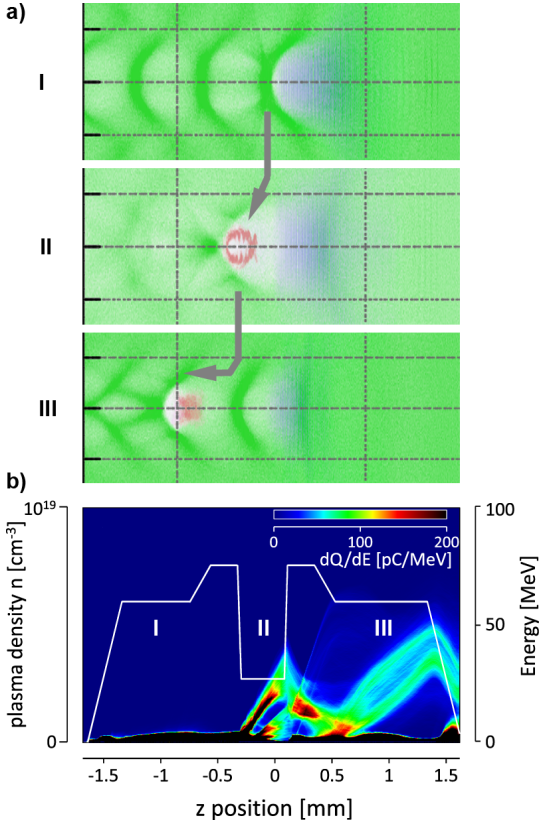 a)
I
II
III
b)
10¹⁹
100
0
100
200
dQ/dE [pC/MeV]
plasma density n [cm⁻³]
Energy [MeV]
50
I
II
III
0
0
-1.5
-1
-0.5
0
0.5
1
1.5
z position [mm]